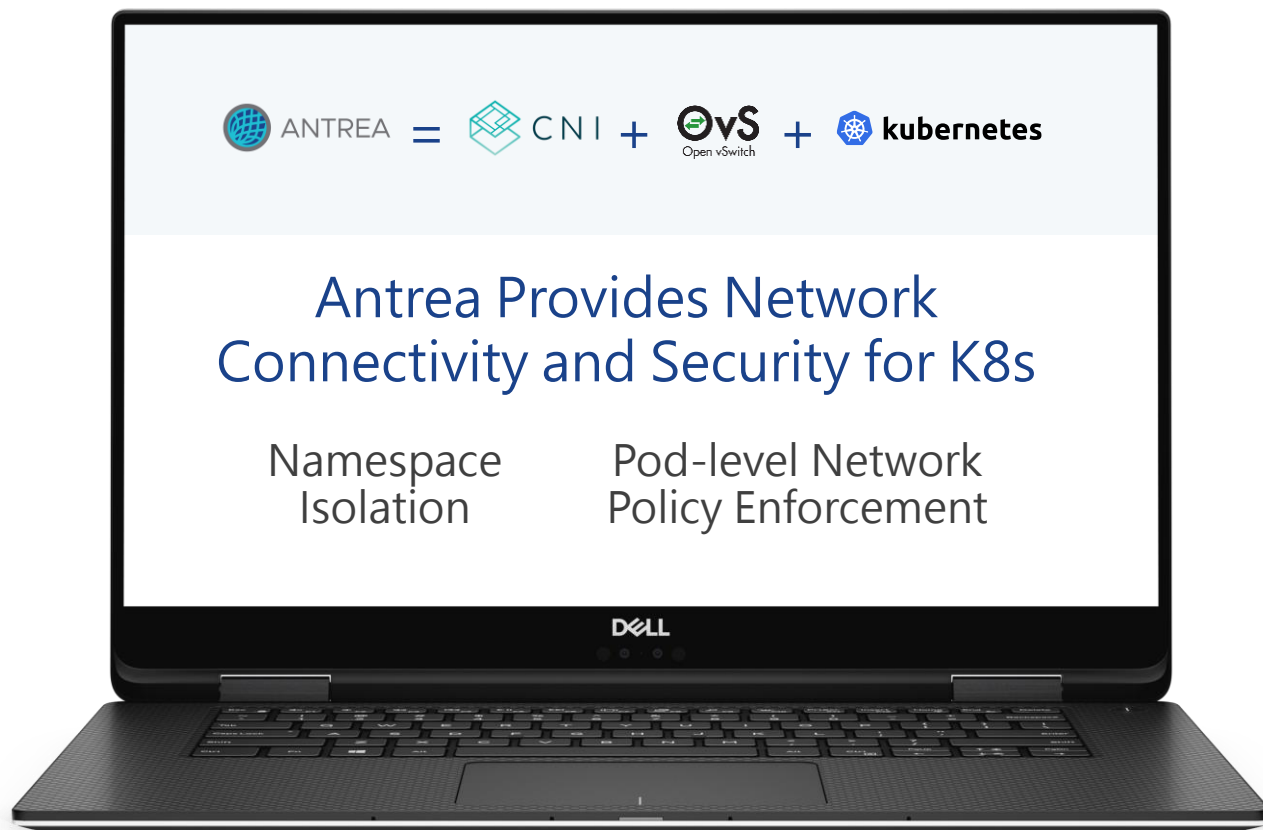 ANTREA = CNI + OvS + kubernetes
Open vSwitch
Antrea Provides Network
Connectivity and Security for K8s
Namespace
Isolation
Pod-level Network
Policy Enforcement
DELL